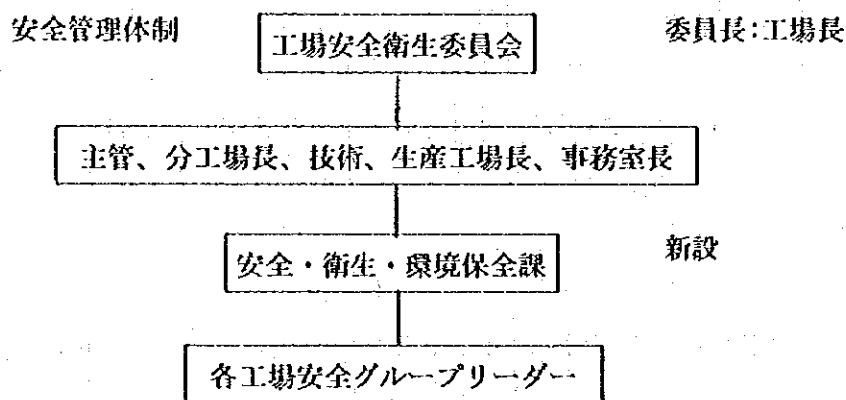 安全管理体制
工場安全衛生委員会
委員長:工場長
主管、分工場長、技術、生産工場長、事務室長
安全・衛生・環境保全課
新設
各工場安全グループリーダー